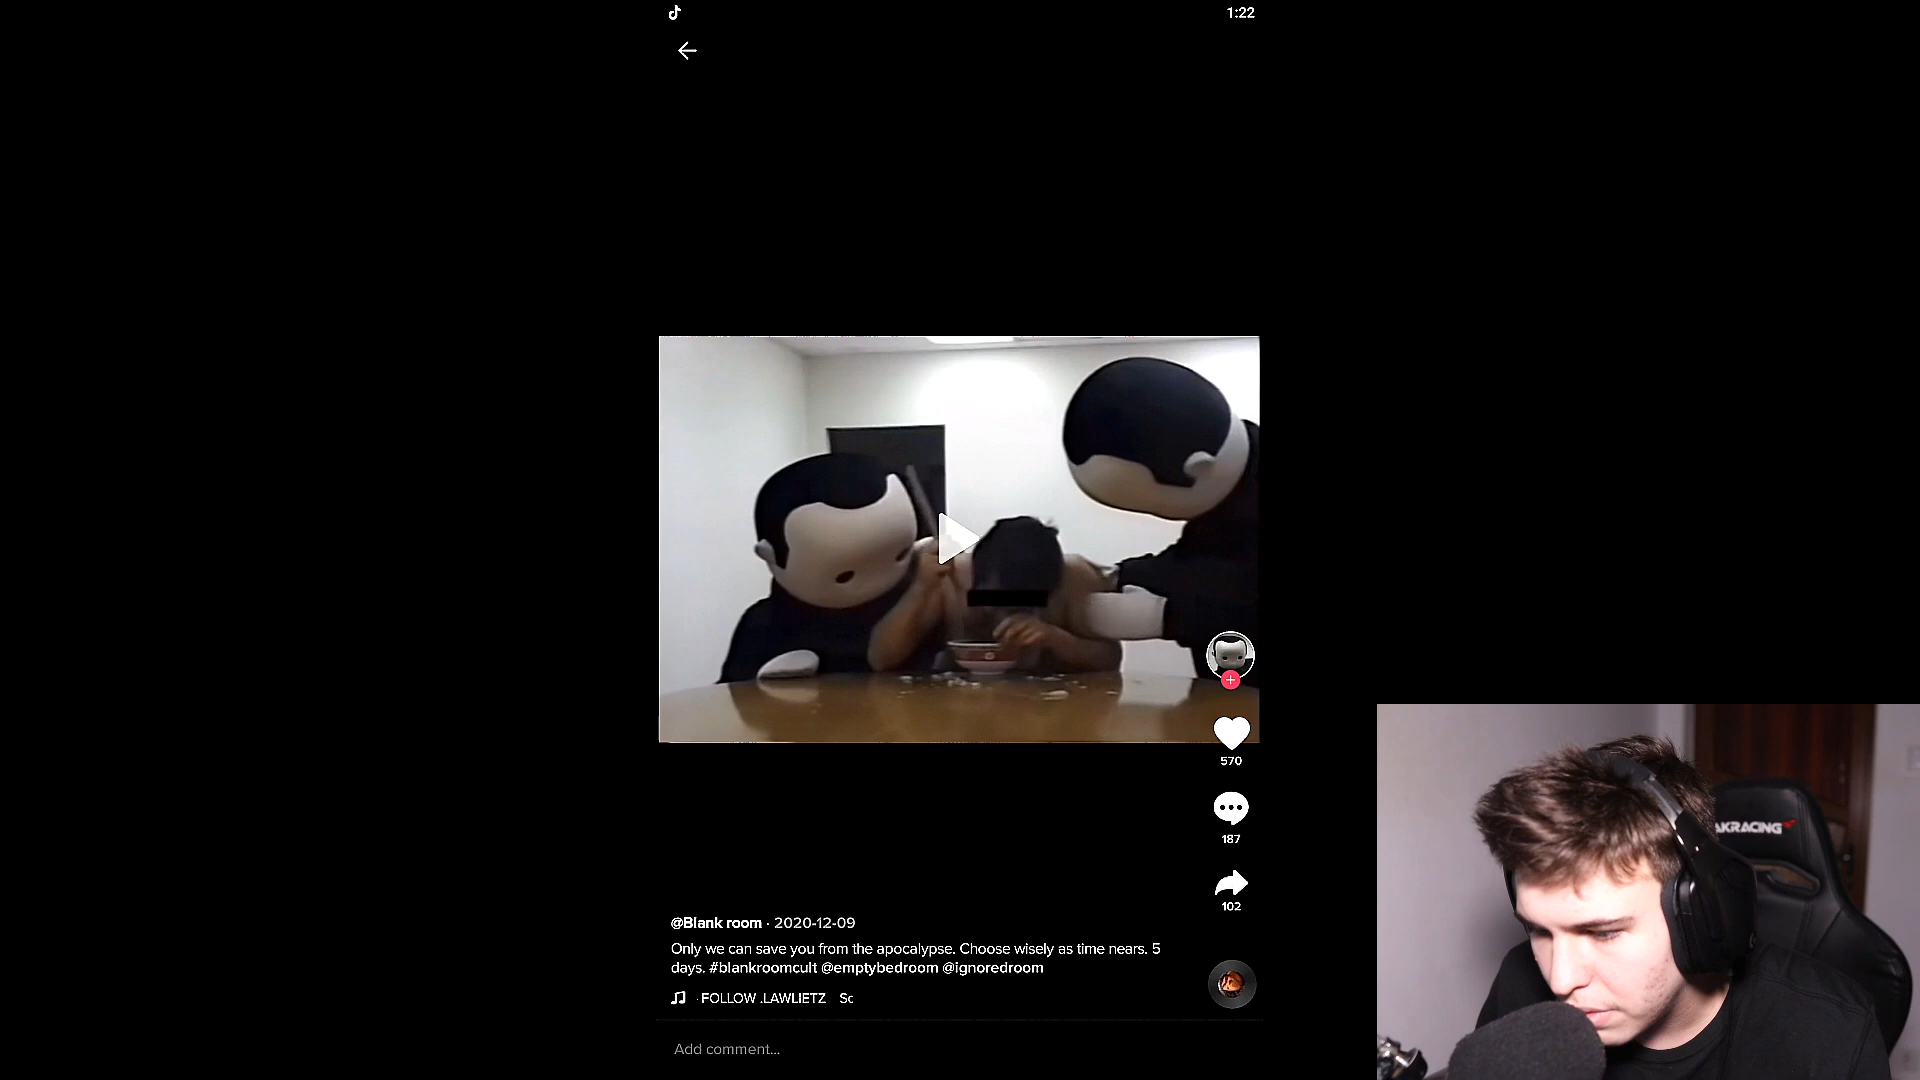 1:22
570
187
102
@Blank room · 2020-12-09
Only we can save you from the apocalypse. Choose wisely as time nears. 5
days. #blankroomcult @emptybedroom @ignoredroom
· FOLLOW .LAWLIETZ Sc
Add comment...
AKRACING